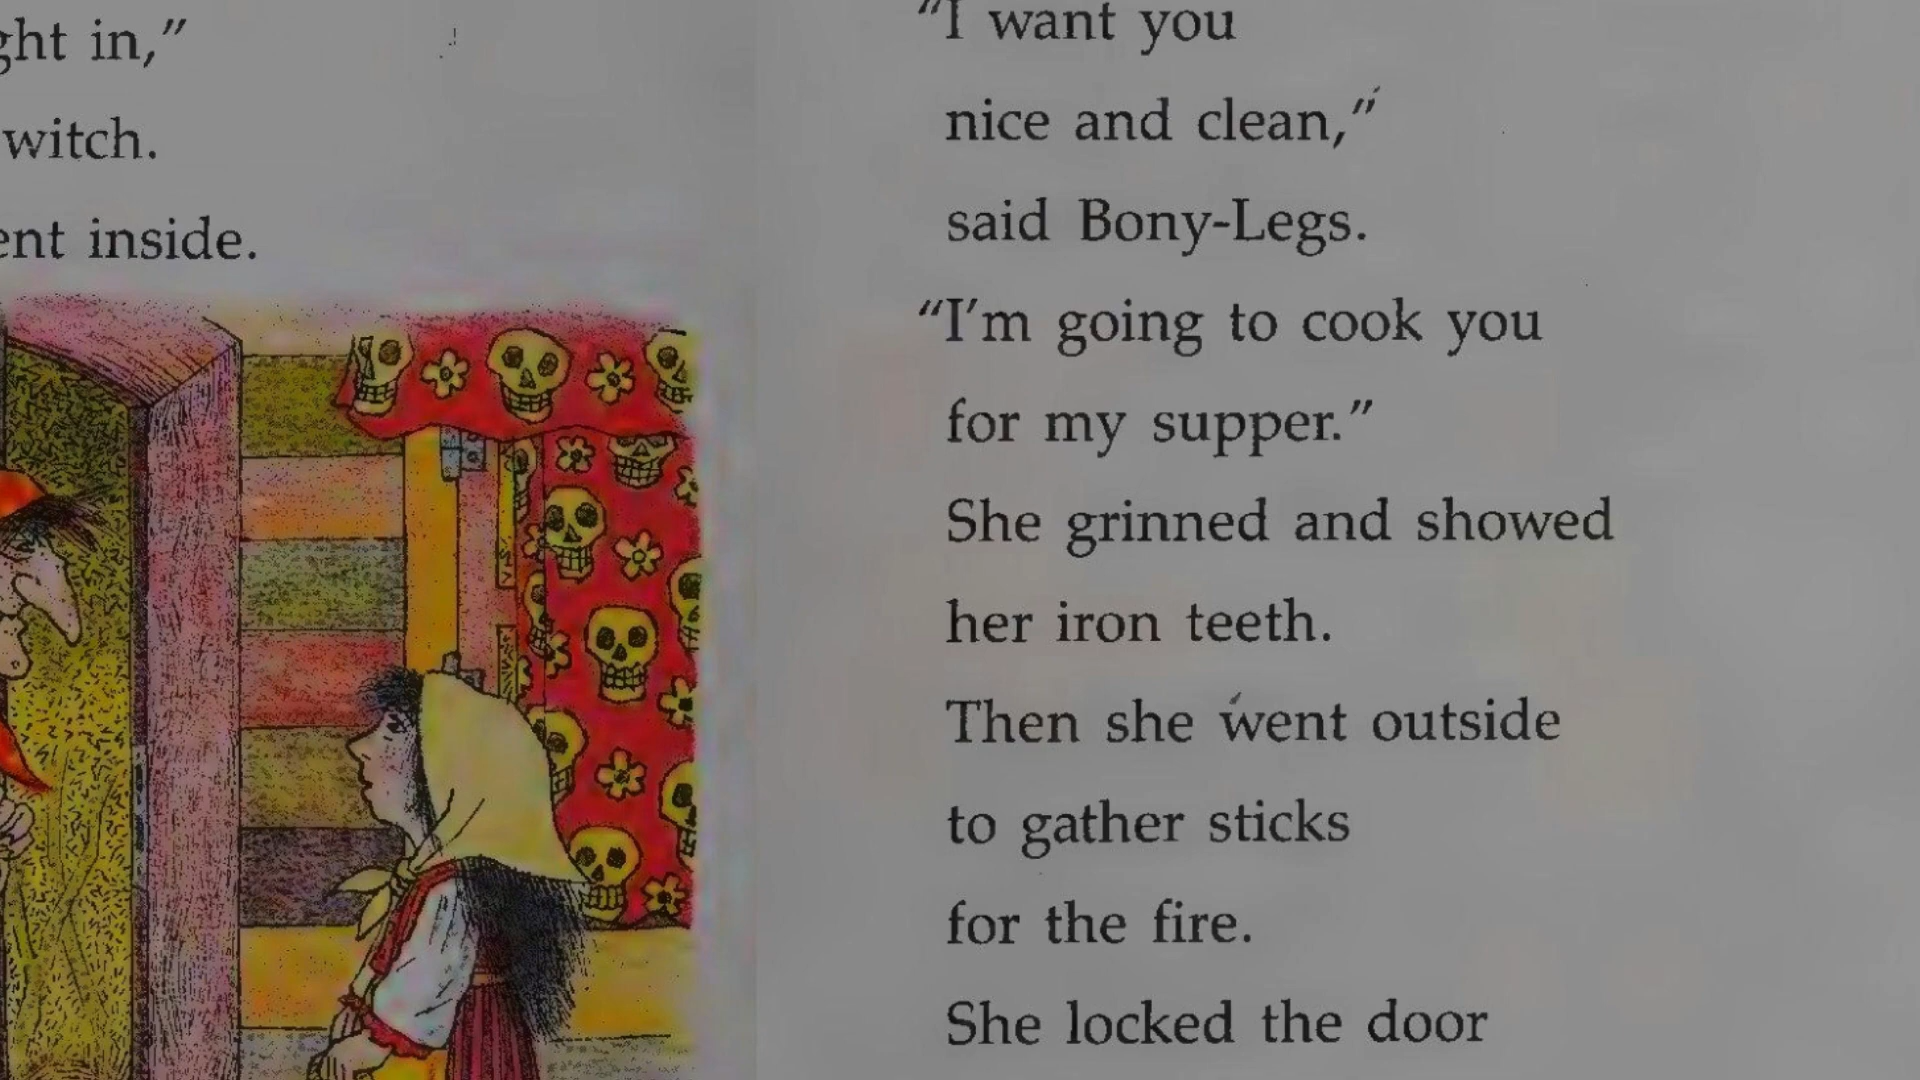 in,"
witch.
inside.
"I want you
nice and clean,"
said Bony-Legs.
"I'm going to cook you
for my supper."
She grinned and showed
her iron teeth.
Then she went outside
to gather sticks
for the fire.
She locked the door